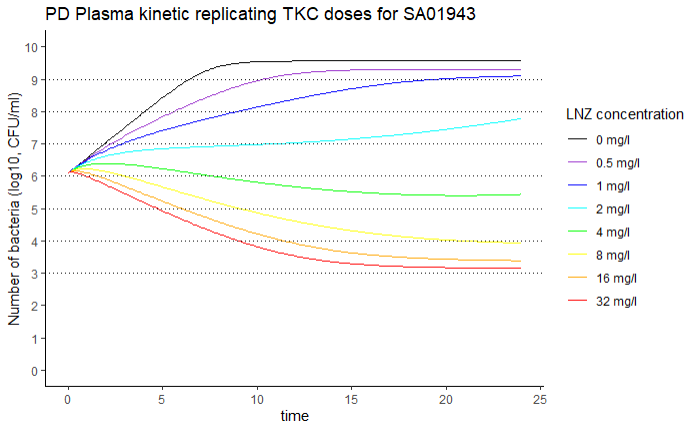 PD Plasma kinetic replicating TKC doses for SA01943
Number of bacteria (log10, CFU/ml)
10
9
8
7
6
5
4
3
2
1
0
0 5 10 15 20 25
time
LNZ concentration
0 mg/l
0.5 mg/l
1 mg/l
2 mg/l
4 mg/l
8 mg/l
16 mg/l
32 mg/l